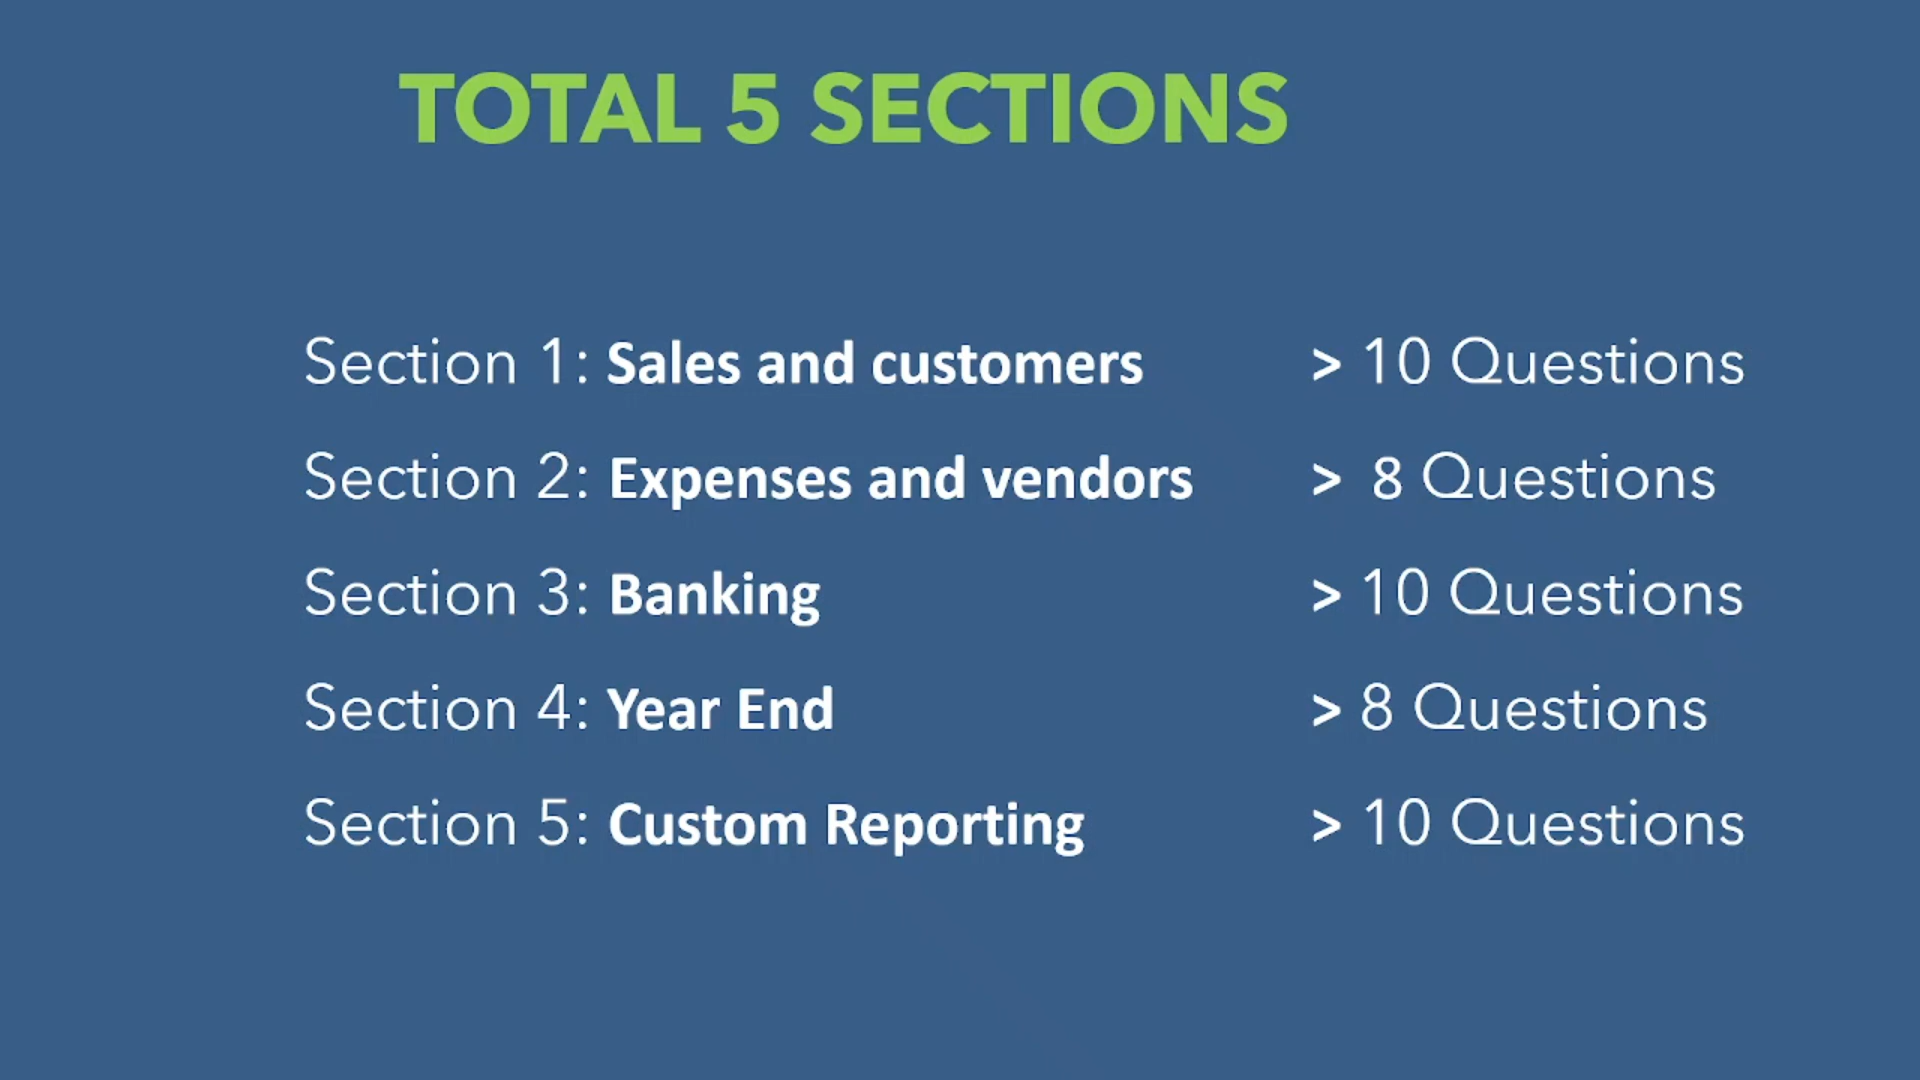 TOTAL 5 SECTIONS
Section 1: Sales and customers > 10 Questions
Section 2: Expenses and vendors > 8 Questions
Section 3: Banking > 10 Questions
Section 4: Year End > 8 Questions
Section 5: Custom Reporting > 10 Questions